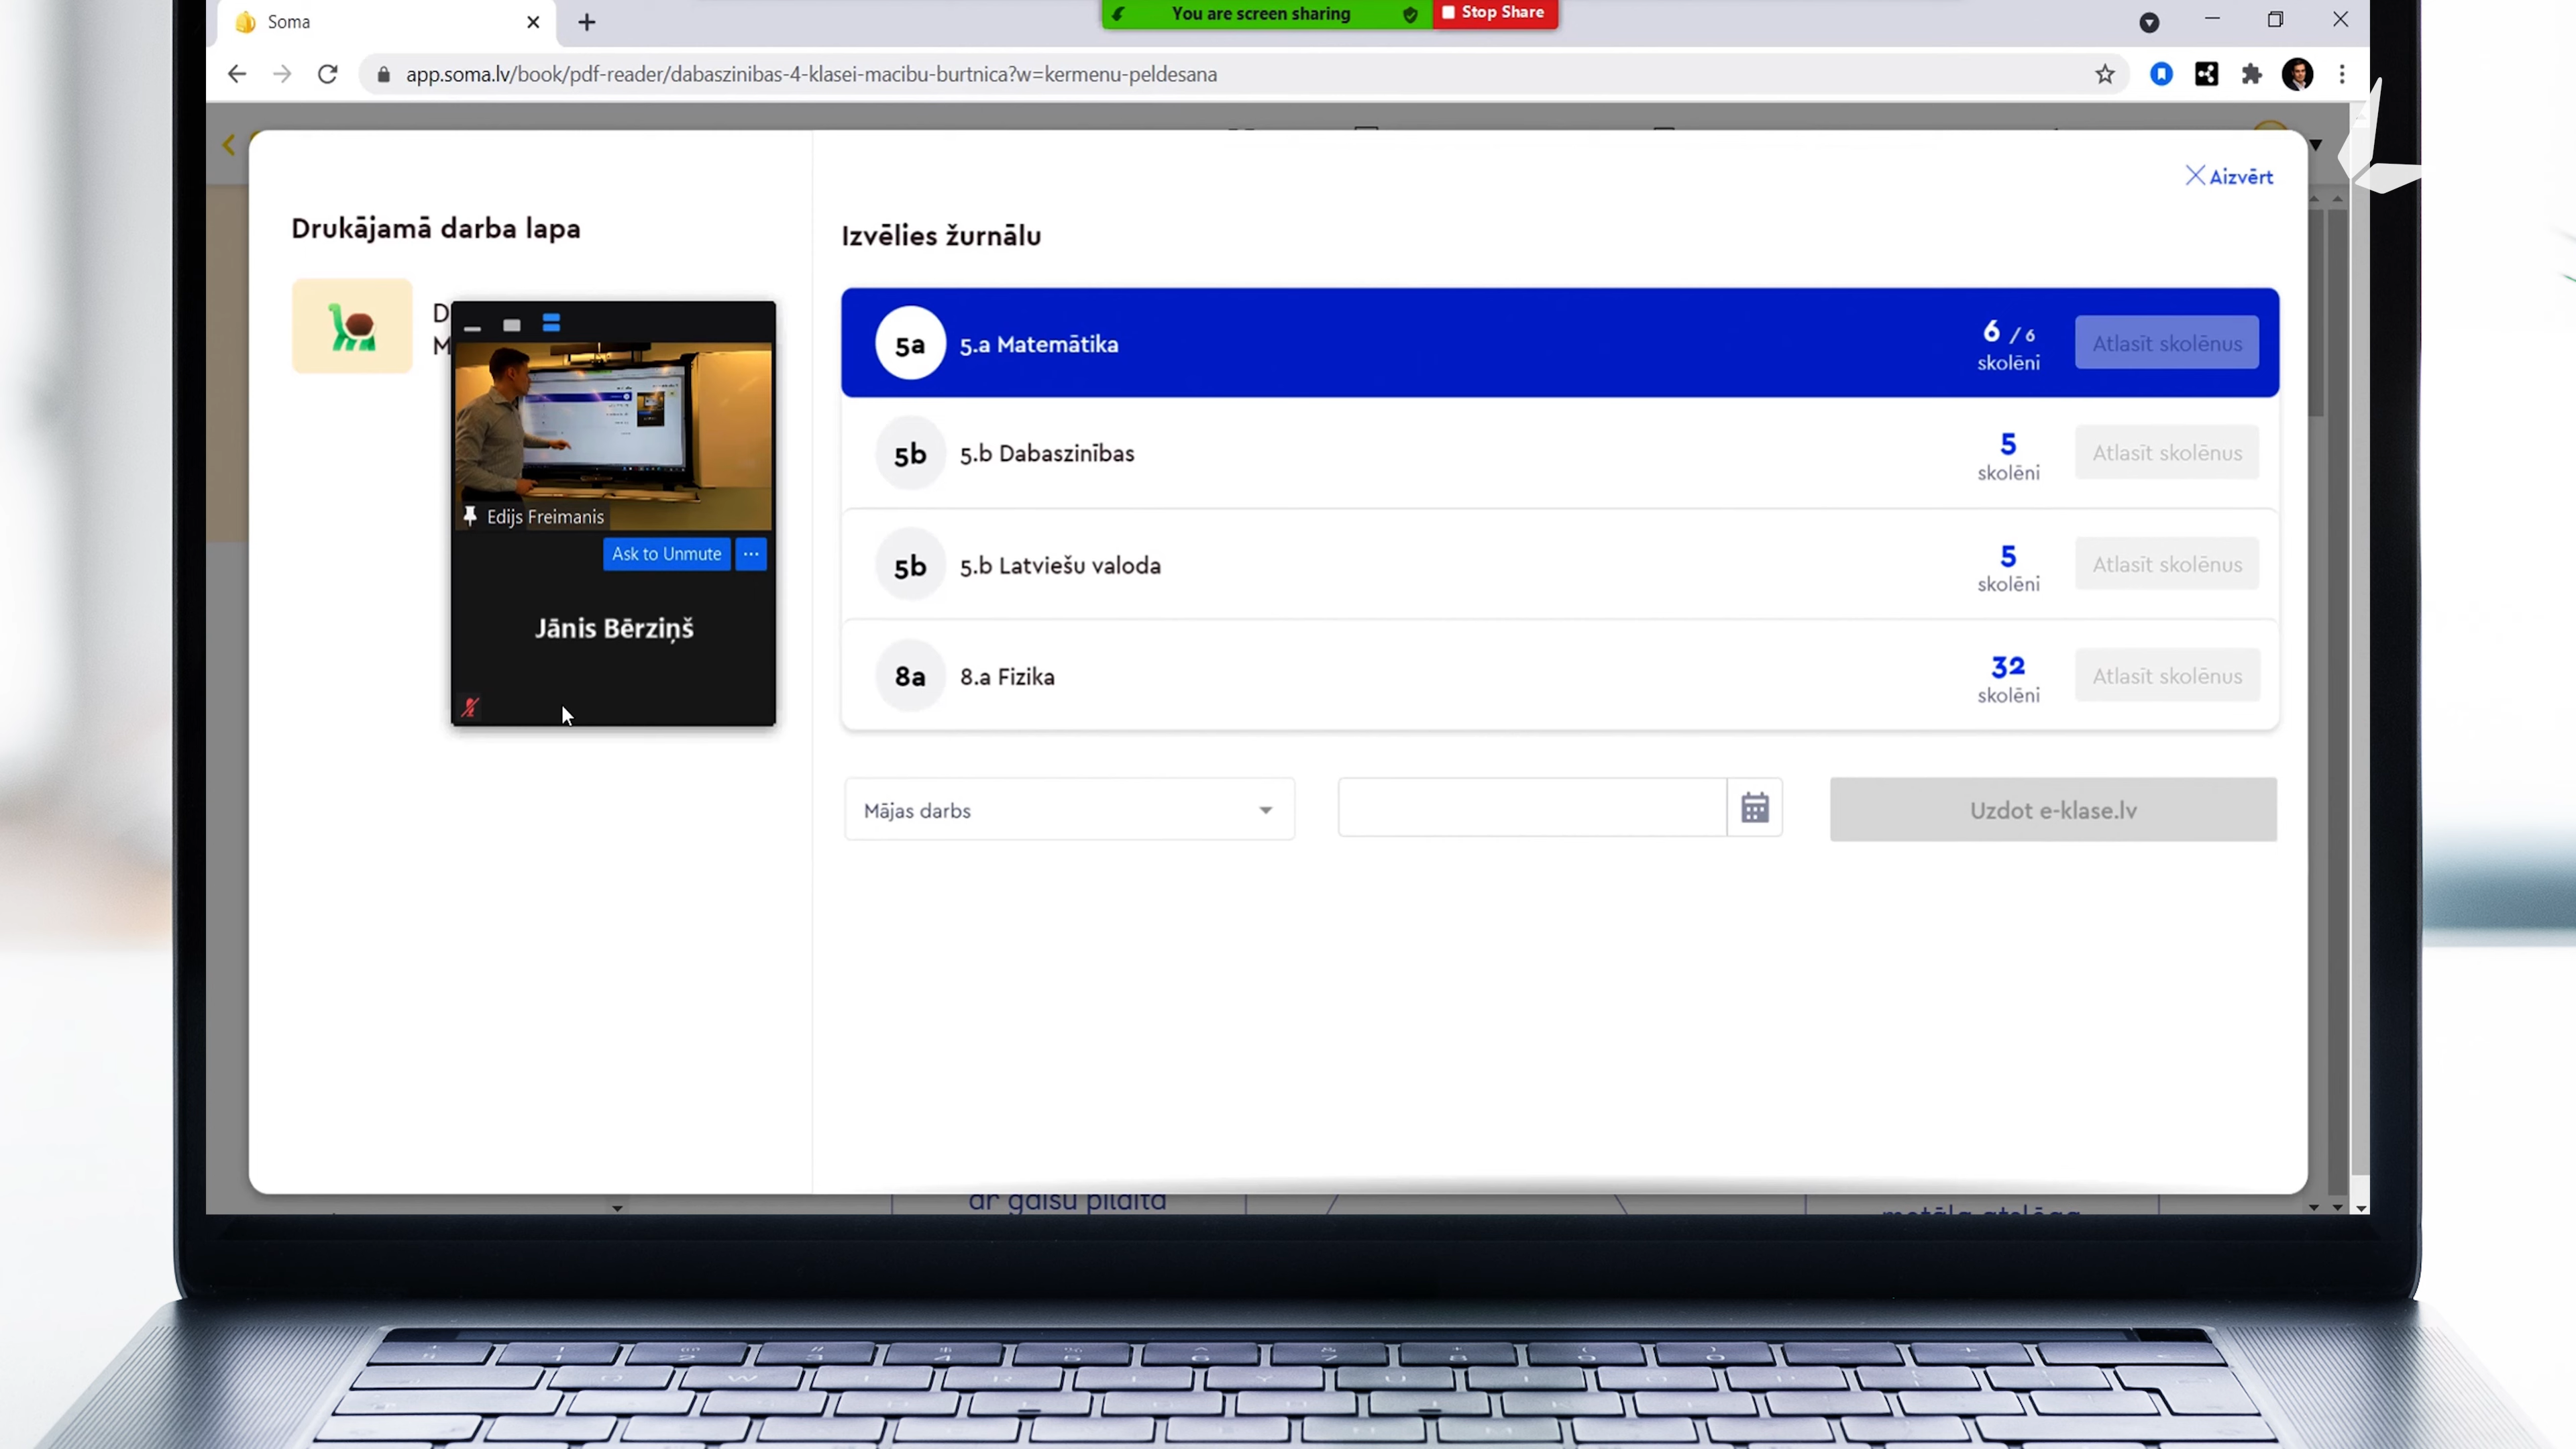 Soma
You are screen sharing
Stop Share
app.soma.lv/book/pdf-reader/dabaszinibas-4-klasei-macibu-burtnica?w=kermenu-peldesana
Aizvērt
Drukājamā darba lapa
D
M
Edijs Freimanis
Ask to Unmute
Jānis Bērziņš
Izvēlies žurnālu
5a 5.a Matemātika 6 / 6 skolēni Atlasīt skolēnus
5b 5.b Dabaszinības 5 skolēni Atlasīt skolēnus
5b 5.b Latviešu valoda 5 skolēni Atlasīt skolēnus
8a 8.a Fizika 32 skolēni Atlasīt skolēnus
Mājas darbs
Uzdot e-klase.lv
ar gaisu pildīta
metāla atslēga